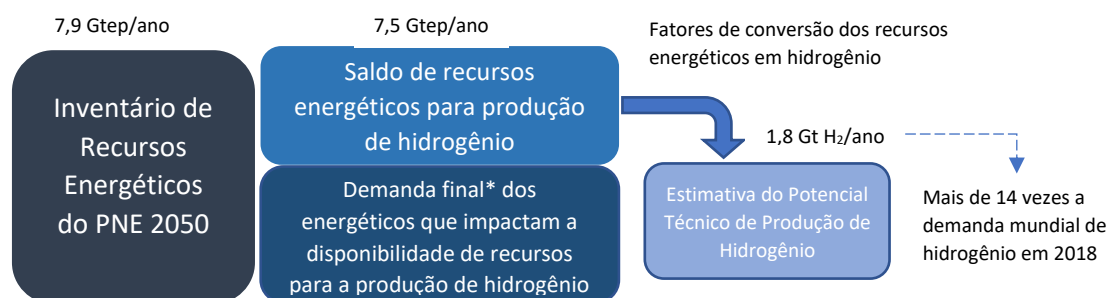 7,9 Gtep/ano
Inventário de
Recursos
Energéticos
do PNE 2050
7,5 Gtep/ano
Saldo de recursos
energéticos para produção
de hidrogênio
Demanda final* dos
energéticos que impactam a
disponibilidade de recursos
para a produção de hidrogênio
Fatores de conversão dos recursos
energéticos em hidrogênio
1,8 Gt H₂/ano
Estimativa do Potencial
Técnico de Produção de
Hidrogênio
Mais de 14 vezes a
demanda mundial de
hidrogênio em 2018